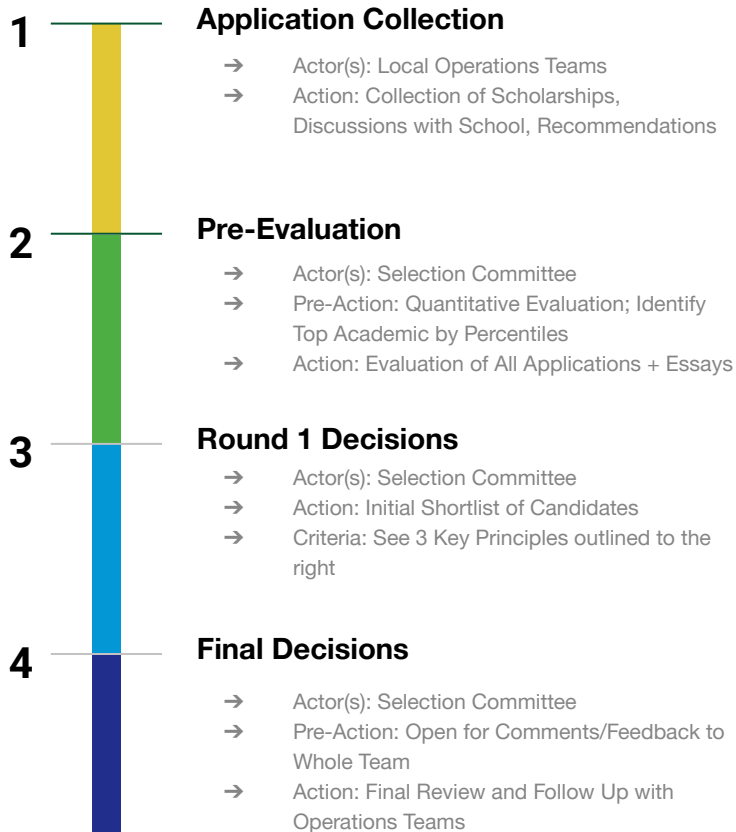 1
Application Collection
➔ Actor(s): Local Operations Teams
➔ Action: Collection of Scholarships,
Discussions with School, Recommendations
2
Pre-Evaluation
➔ Actor(s): Selection Committee
➔ Pre-Action: Quantitative Evaluation; Identify
Top Academic by Percentiles
➔ Action: Evaluation of All Applications + Essays
3
Round 1 Decisions
➔ Actor(s): Selection Committee
➔ Action: Initial Shortlist of Candidates
➔ Criteria: See 3 Key Principles outlined to the
right
4
Final Decisions
➔ Actor(s): Selection Committee
➔ Pre-Action: Open for Comments/Feedback to
Whole Team
➔ Action: Final Review and Follow Up with
Operations Teams